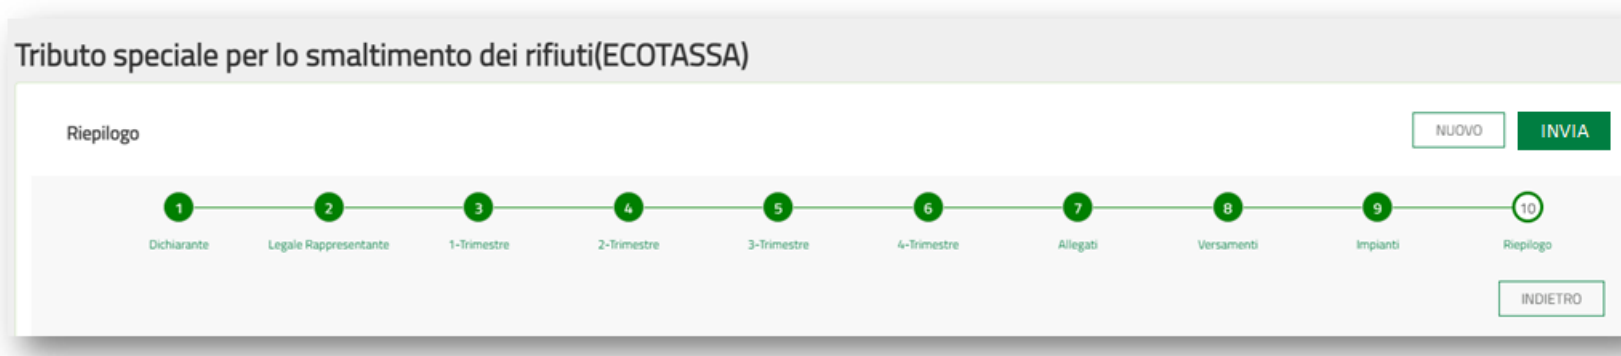 Tributo speciale per lo smaltimento dei rifiuti(ECOTASSA)
Riepilogo
NUOVO
INVIA
1
2
3
4
5
6
7
8
9
10
Dichiarante
Legale Rappresentante
1-Trimestre
2-Trimestre
3-Trimestre
4-Trimestre
Allegati
Versamenti
Impianti
Riepilogo
INDIETRO